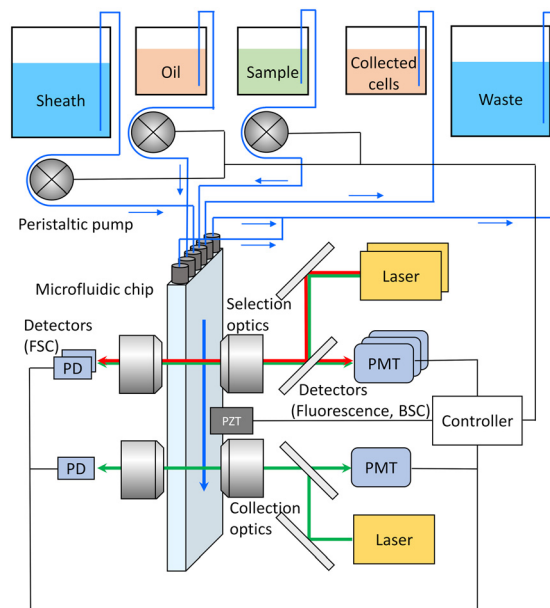 Sheath
Oil
Sample
Collected
cells
Waste
Peristaltic pump
Microfluidic chip
Selection
optics
Laser
Detectors
(FSC)
PD
PMT
Detectors
(Fluorescence, BSC)
Controller
PZT
PD
PMT
Collection
optics
Laser